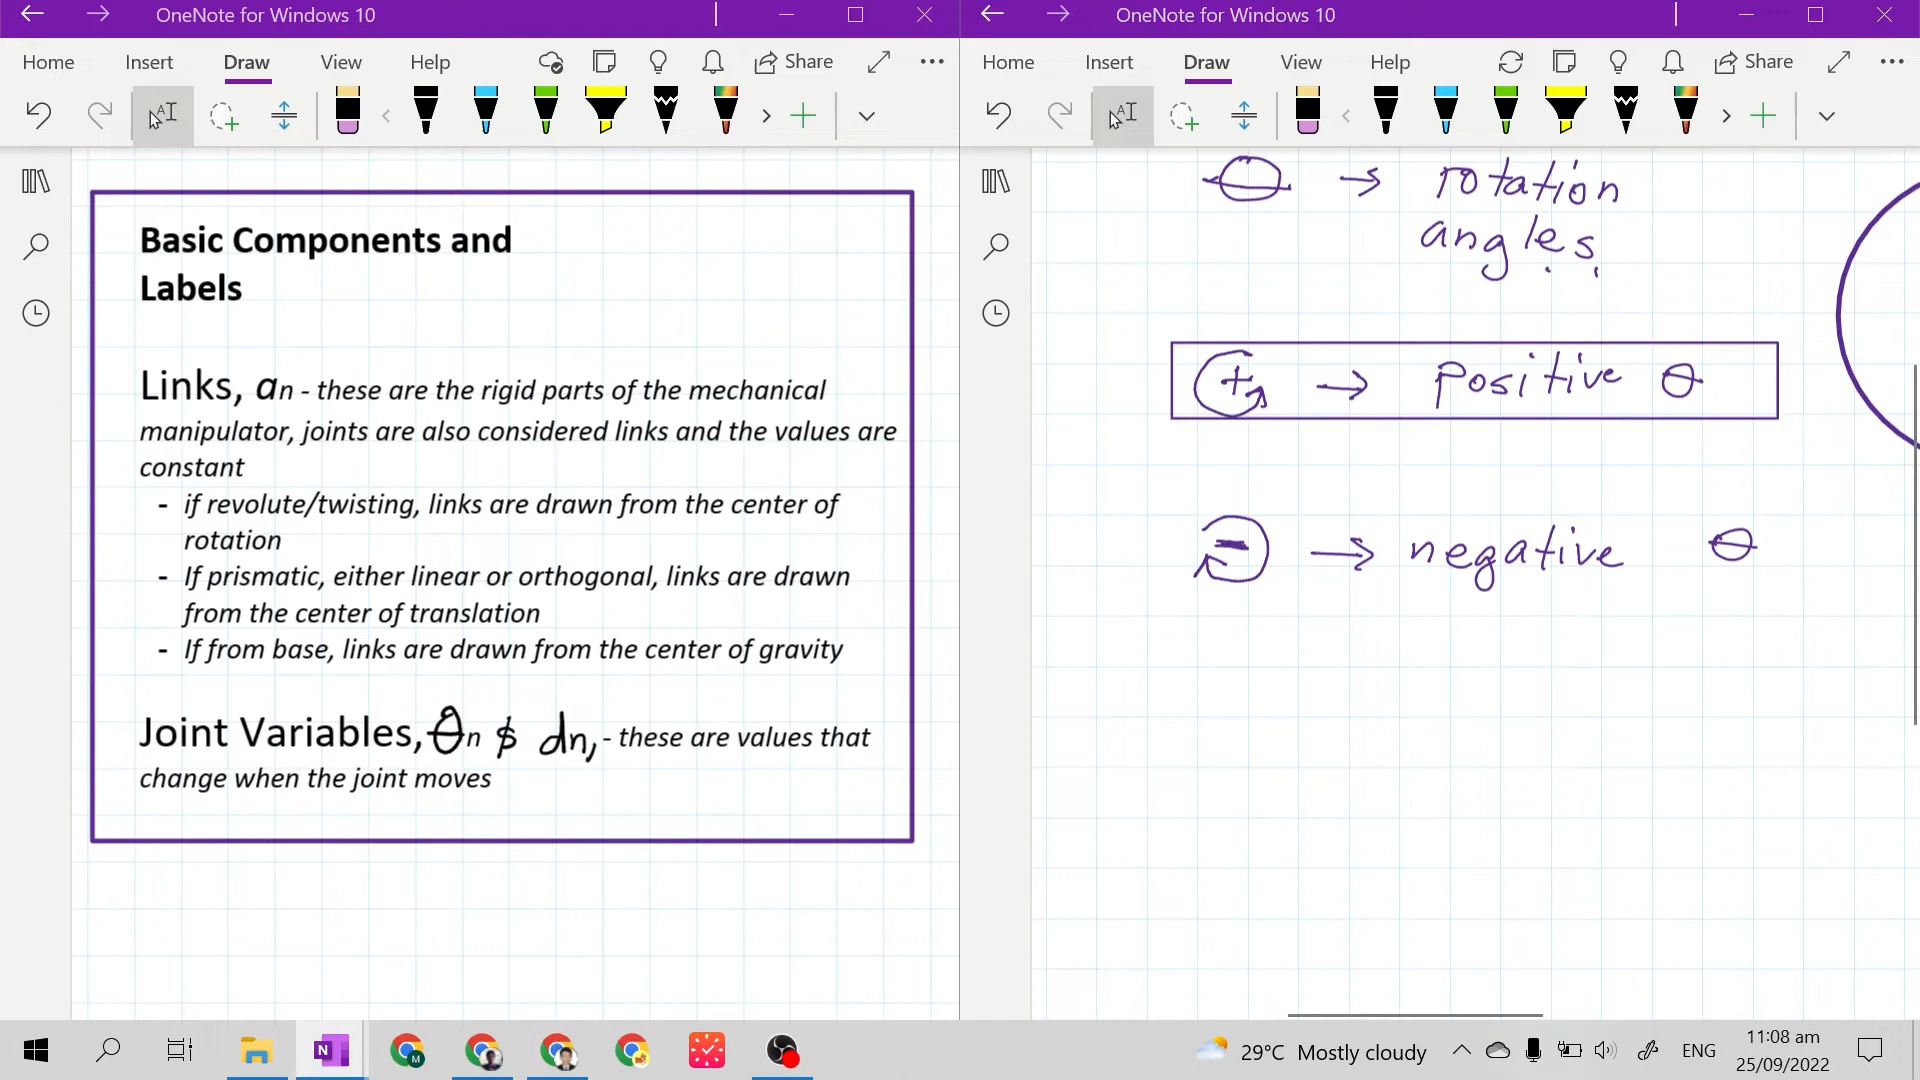 OneNote for Windows 10
Home Insert Draw View Help Share
Basic Components and
Labels
Links, an - these are the rigid parts of the mechanical
manipulator, joints are also considered links and the values are
constant
- if revolute/twisting, links are drawn from the center of
rotation
- If prismatic, either linear or orthogonal, links are drawn
from the center of translation
- If from base, links are drawn from the center of gravity
Joint Variables, θn $ dn, - these are values that
change when the joint moves
OneNote for Windows 10
Home Insert Draw View Help Share
θ → rotation
angles
+ → positive θ
- → negative θ
29°C Mostly cloudy
ENG
11:08 am
25/09/2022